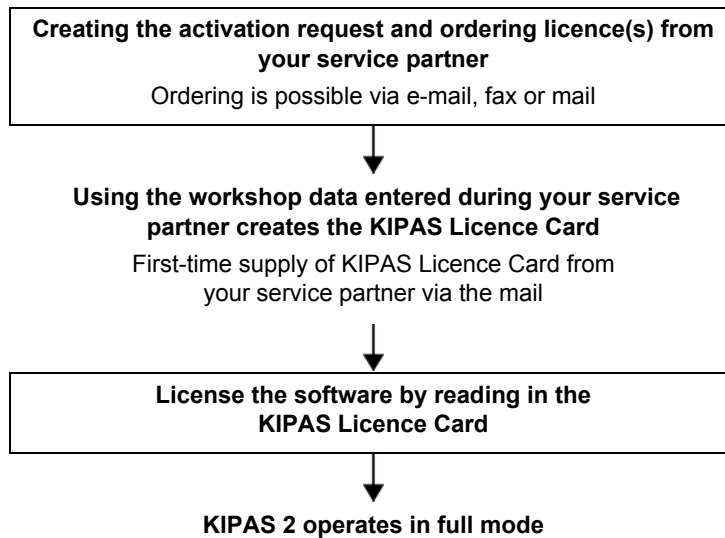 Creating the activation request and ordering licence(s) from
your service partner
Ordering is possible via e-mail, fax or mail
Using the workshop data entered during your service
partner creates the KIPAS Licence Card
First-time supply of KIPAS Licence Card from
your service partner via the mail
License the software by reading in the
KIPAS Licence Card
KIPAS 2 operates in full mode